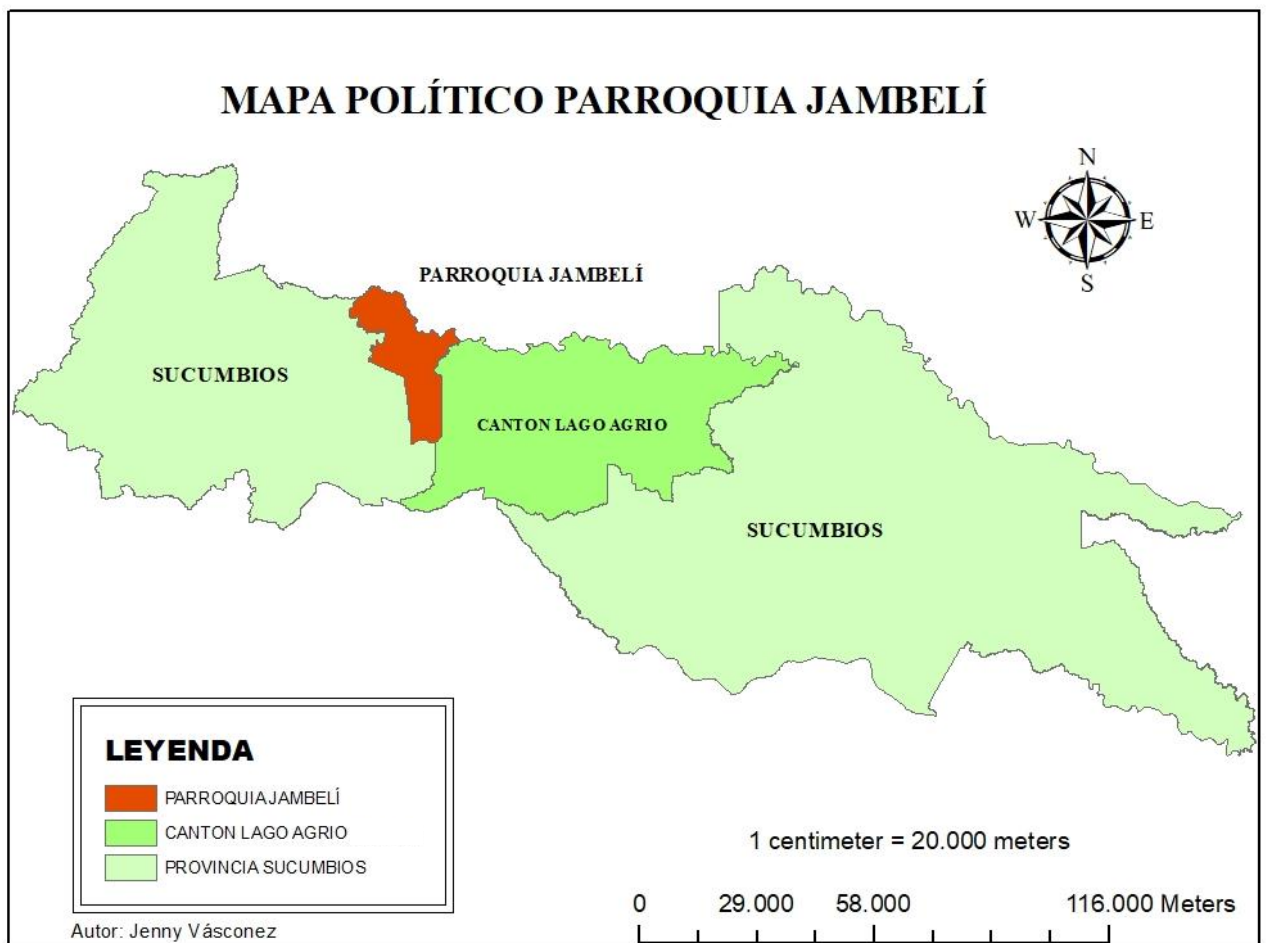 MAPA POLÍTICO PARROQUIA JAMBELÍ
N
W E
S
PARROQUIA JAMBELÍ
SUCUMBIOS
CANTON LAGO AGRIO
SUCUMBIOS
LEYENDA
PARROQUIA JAMBELÍ
CANTON LAGO AGRIO
PROVINCIA SUCUMBIOS
1 centimeter = 20.000 meters
0 29.000 58.000 116.000 Meters
Autor: Jenny Vásconez